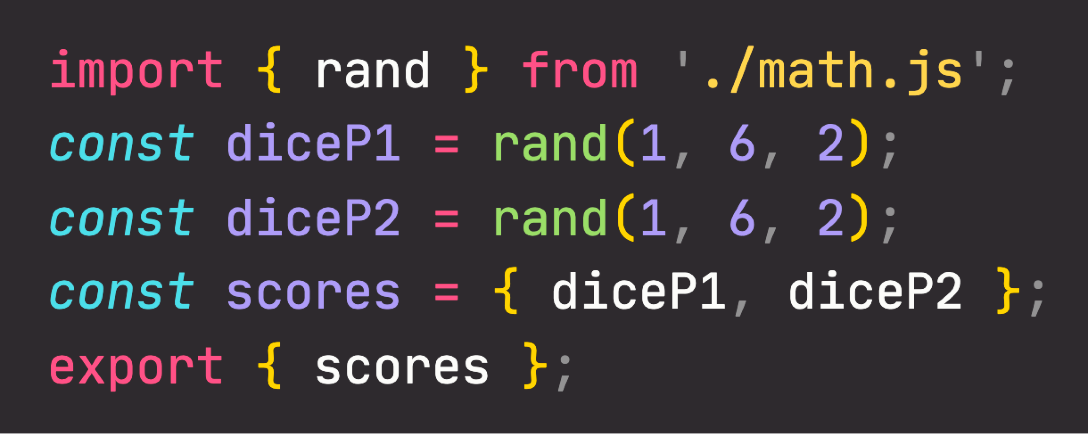 import { rand } from './math.js';
const diceP1 = rand(1, 6, 2);
const diceP2 = rand(1, 6, 2);
const scores = { diceP1, diceP2 };
export { scores };